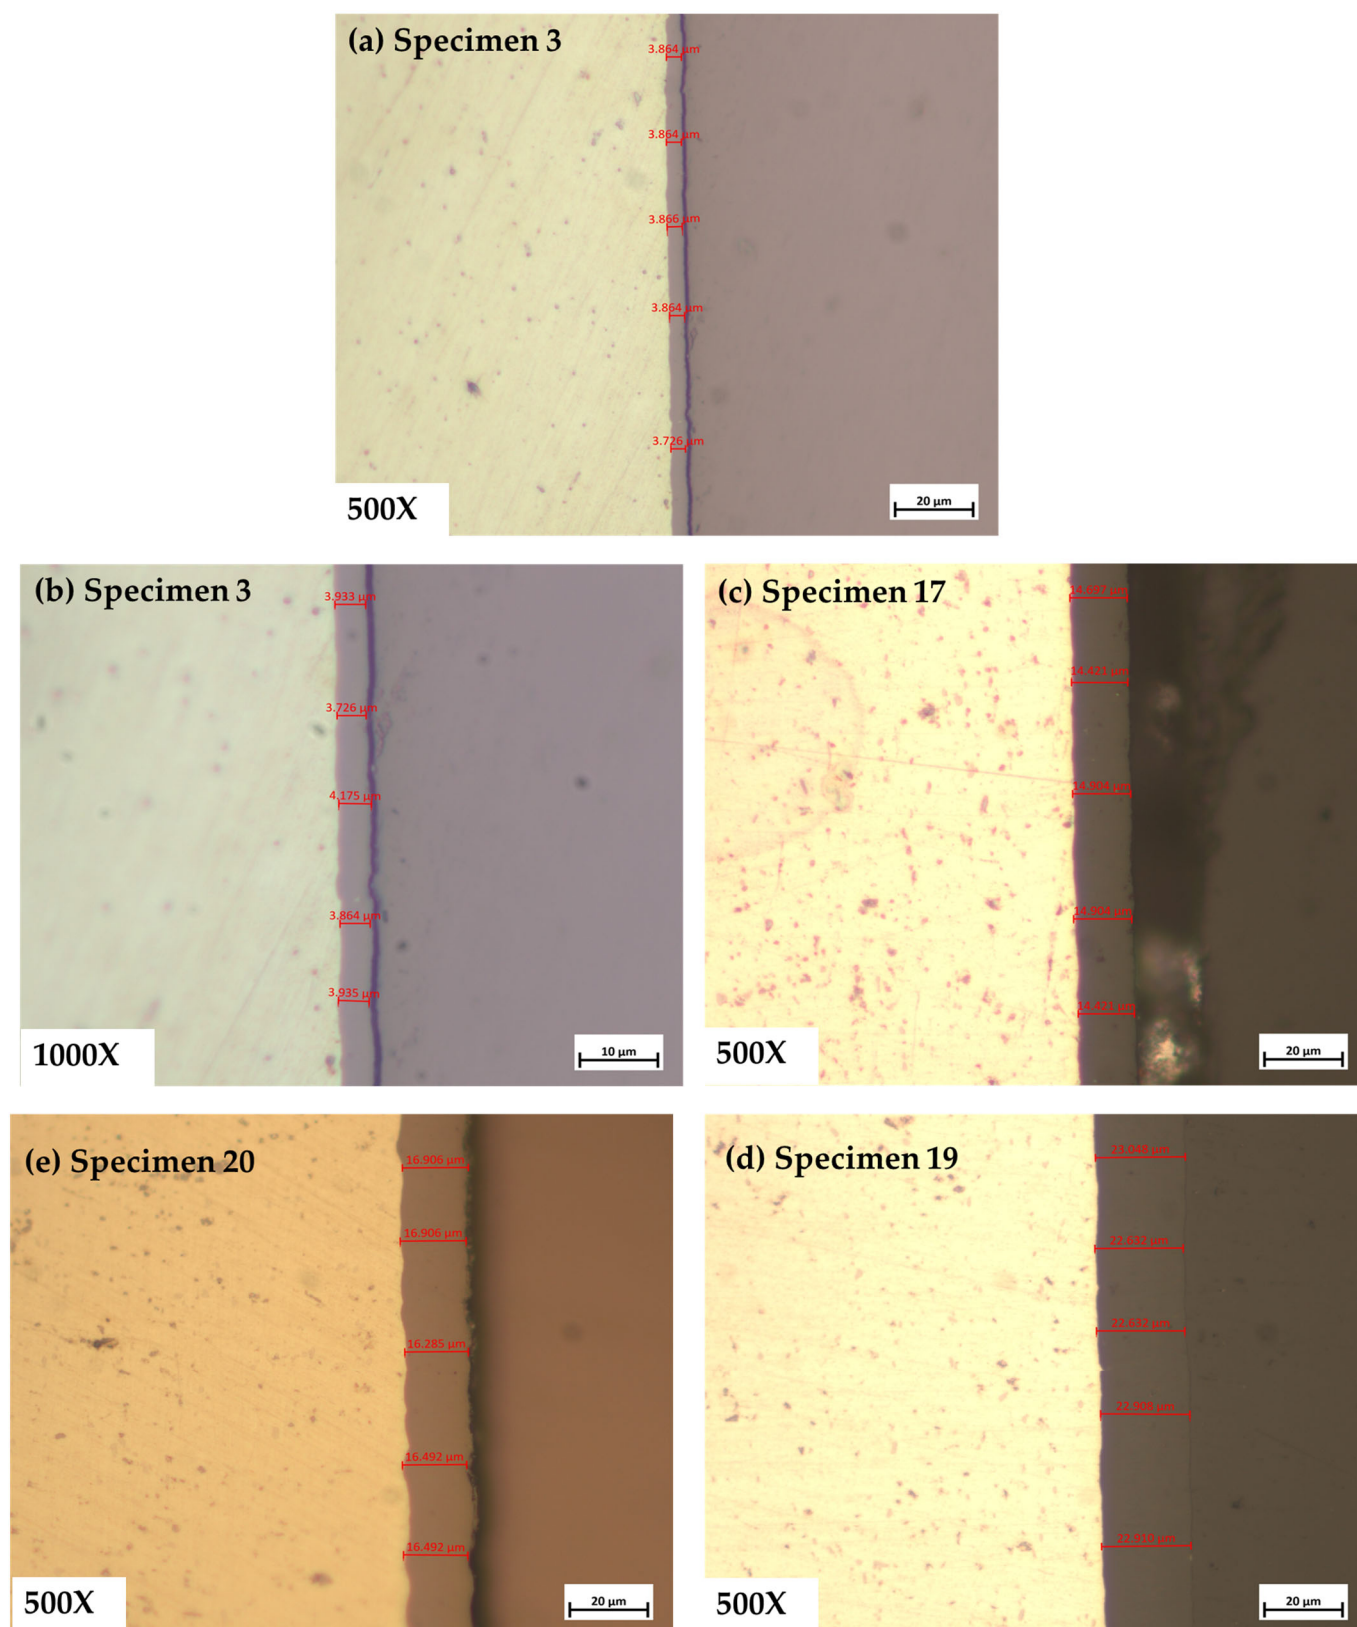 (a) Specimen 3
3.864 µm
3.864 µm
3.866 µm
3.864 µm
3.726 µm
500X
20 µm
(b) Specimen 3
3.933 µm
3.726 µm
4.175 µm
3.864 µm
3.935 µm
1000X
10 µm
(c) Specimen 17
14.697 µm
14.421 µm
14.904 µm
14.904 µm
14.421 µm
500X
20 µm
(e) Specimen 20
16.906 µm
16.906 µm
16.285 µm
16.492 µm
16.492 µm
500X
20 µm
(d) Specimen 19
23.048 µm
22.632 µm
22.632 µm
22.908 µm
22.910 µm
500X
20 µm